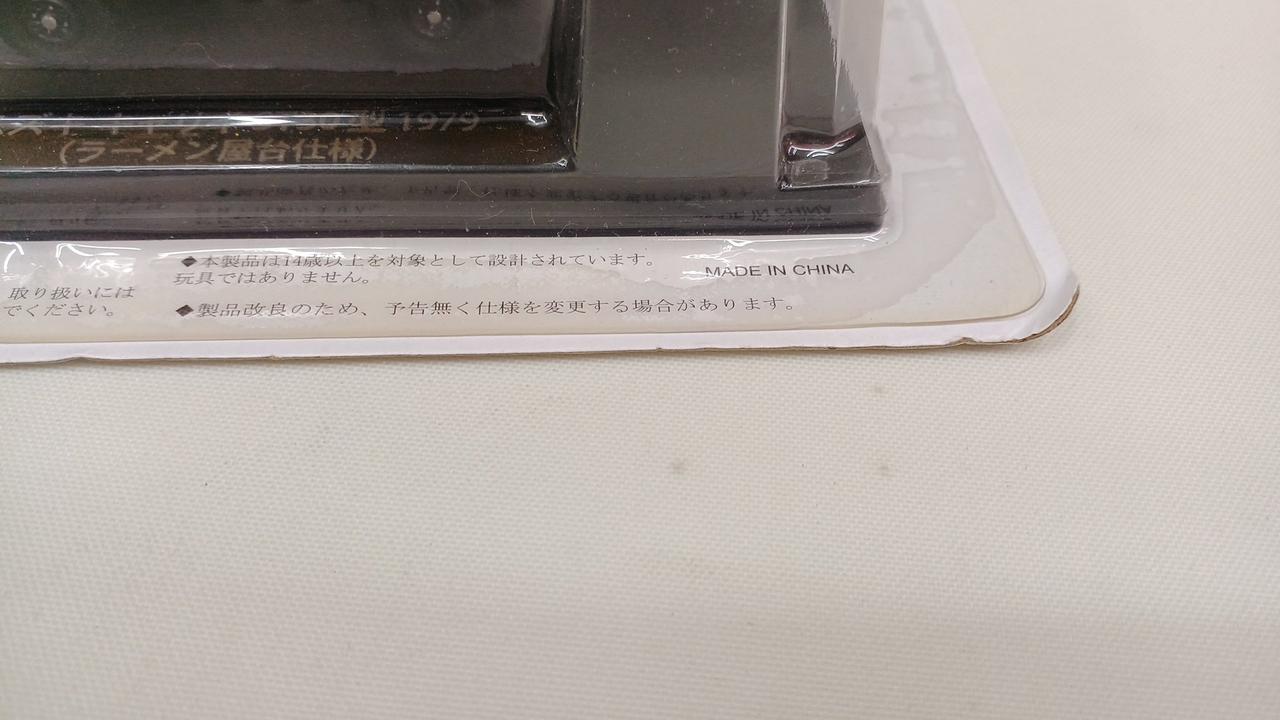 型 1979
(ラーメン屋台仕様)
◆本製品は14歳以上を対象として設計されています。
玩具ではありません。
MADE IN CHINA
取り扱いには
でください。
◆製品改良のため、予告無く仕様を変更する場合があります。